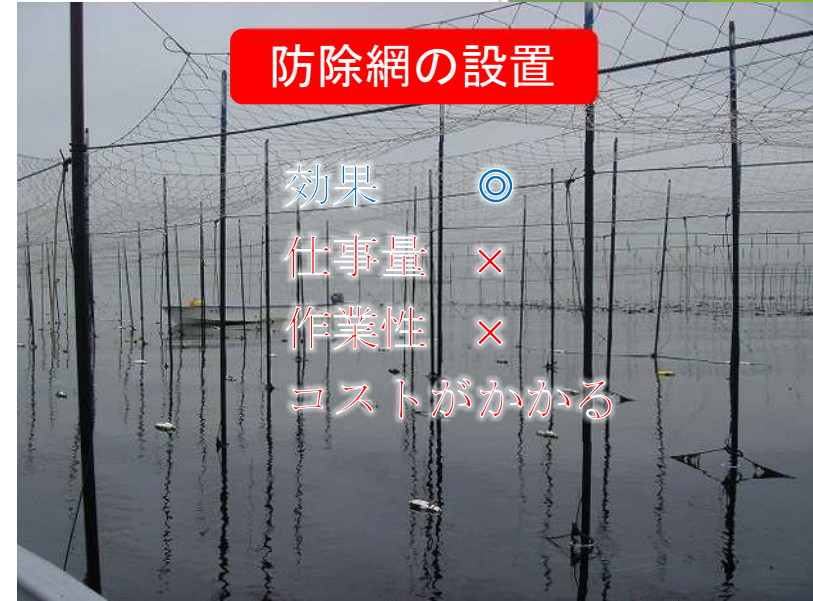 防除網の設置
効果 ◎
仕事量 ×
作業性 ×
コストがかかる